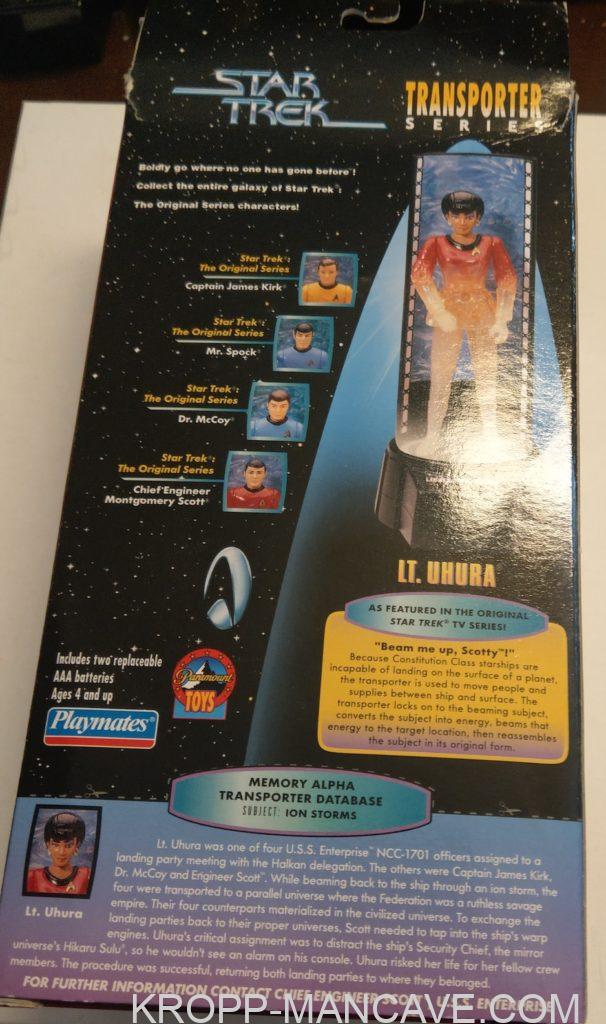 STAR
TREK
TRANSPORTER
SERIES
Boldly go where no one has gone before!
Collect the entire galaxy of Star Trek®:
The Original Series characters!
Star Trek®:
The Original Series
Captain James Kirk™
Star Trek®:
The Original Series
Mr. Spock™
Star Trek®:
The Original Series
Dr. McCoy™
Star Trek®:
The Original Series
Chief Engineer
Montgomery Scott™
LT. UHURA
AS FEATURED IN THE ORIGINAL
STAR TREK® TV SERIES!
"Beam me up, Scotty™!"
Because Constitution Class starships are
incapable of landing on the surface of a planet,
the transporter is used to move people and
supplies between ship and surface. The
transporter locks on to the beaming subject,
converts the subject into energy, beams that
energy to the target location, then reassembles
the subject in its original form.
Includes two replaceable
AAA batteries
Ages 4 and up
Playmates®
Paramount
TOYS
MEMORY ALPHA
TRANSPORTER DATABASE
SUBJECT: ION STORMS
Lt. Uhura
Lt. Uhura was one of four U.S.S. Enterprise™ NCC-1701 officers assigned to a
landing party meeting with the Halkan delegation. The others were Captain James Kirk,
Dr. McCoy and Engineer Scott™. While beaming back to the ship through an ion storm, the
four were transported to a parallel universe where the Federation was a ruthless savage
empire. Their four counterparts materialized in the civilized universe. To exchange the
landing parties back to their proper universes, Scott needed to tap into the ship's warp
engines. Uhura's critical assignment was to distract the ship's Security Chief, the mirror
universe's Hikaru Sulu®, so he wouldn't see an alarm on his console. Uhura risked her life for her fellow crew
members. The procedure was successful, returning both landing parties to where they belonged.
FOR FURTHER INFORMATION CONTACT CHIEF ENGINEER SCOTT, U.S.S. ENTERPRISE
KROPP-MANCAVE.COM